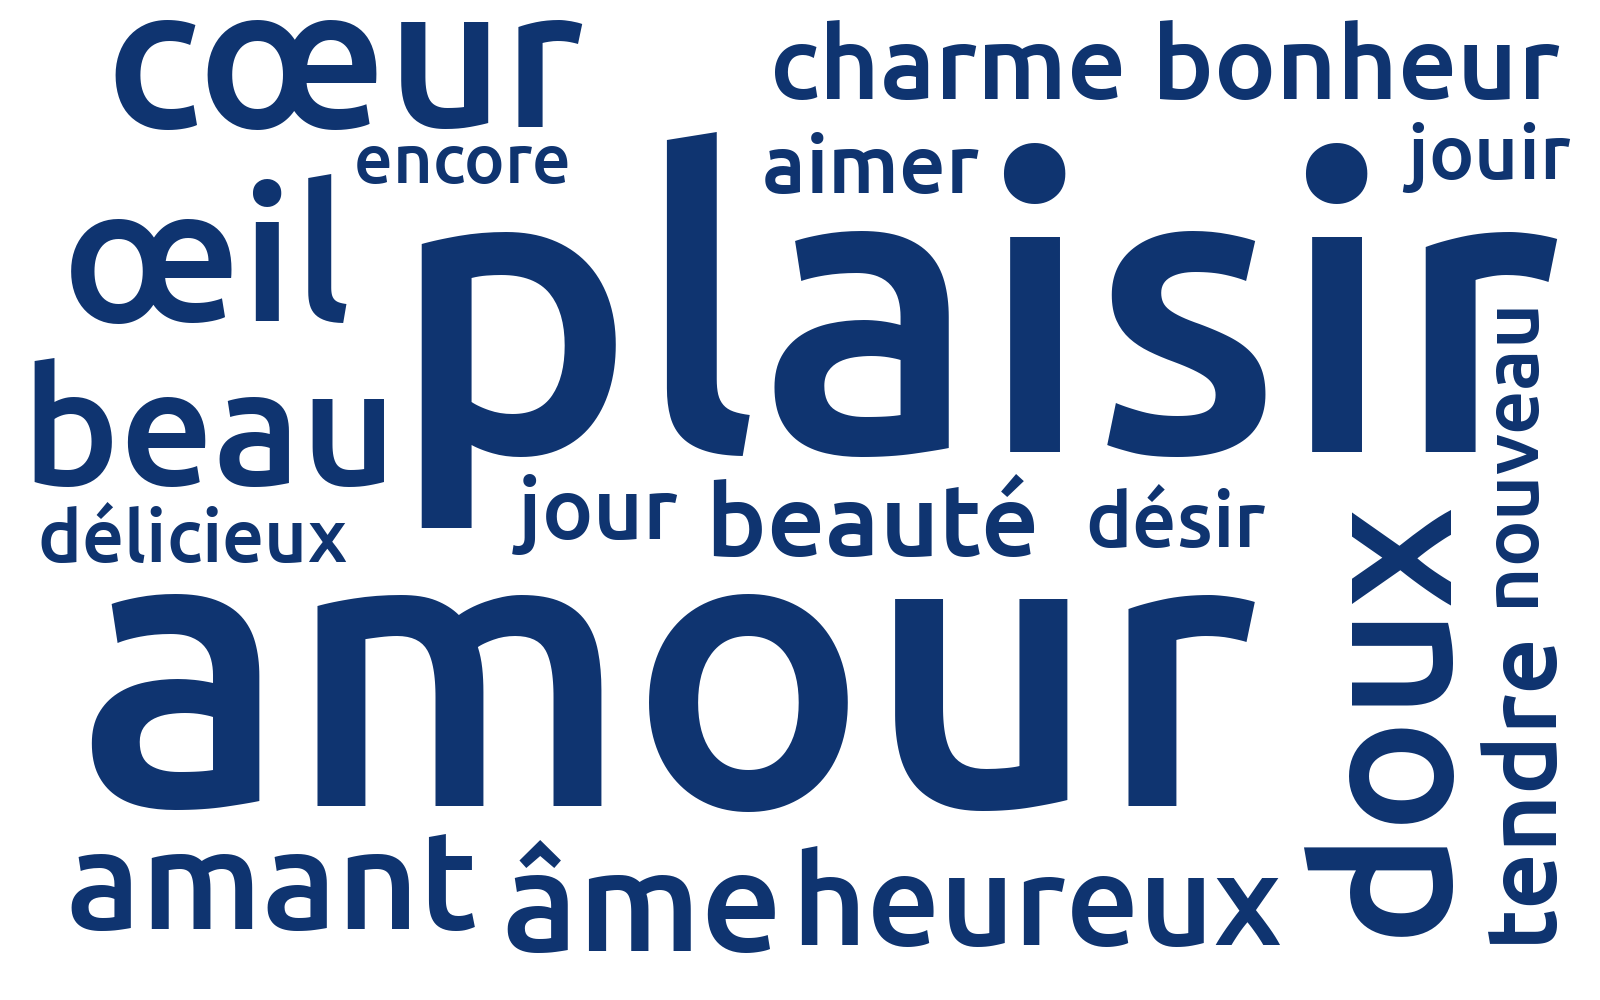 cœur
charme bonheur
encore
aimer
jouir
œil
plaisir
beau
nouveau
délicieux
jour
beauté
désir
amour
doux
tendre
amant
âme
heureux